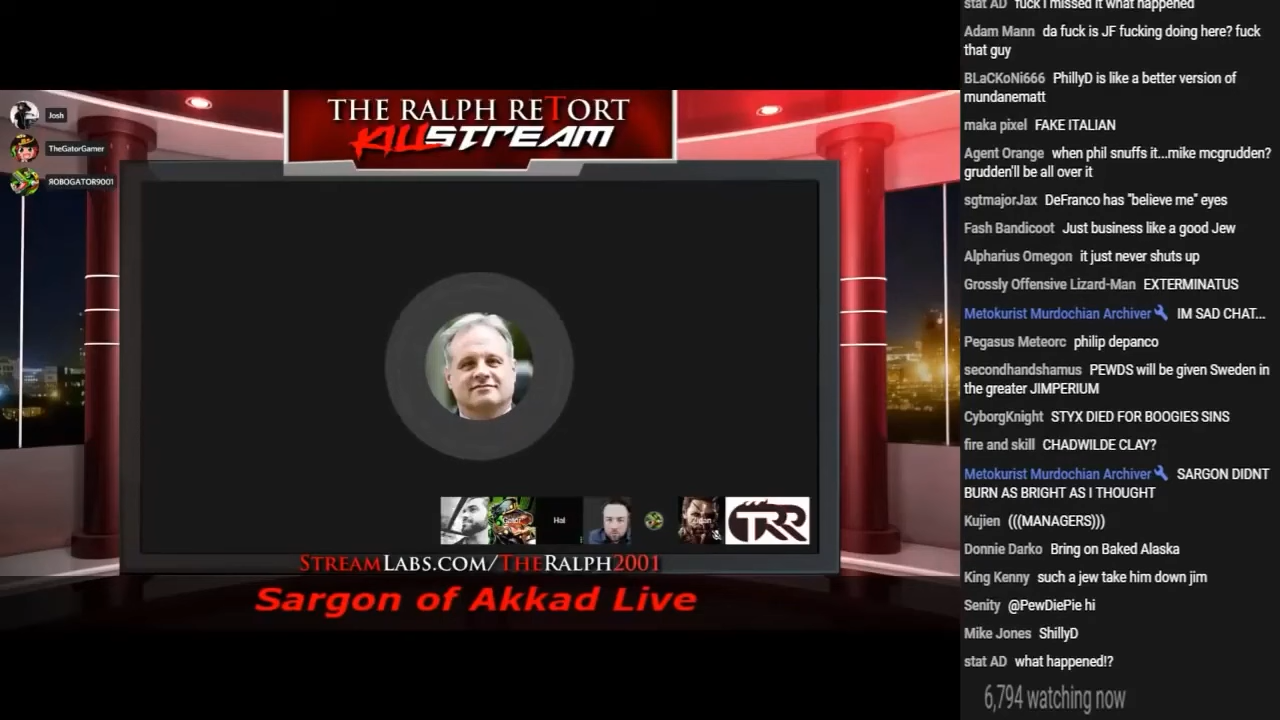 Josh
TheGatorGamer
ЯOBOGATOR9001
THE RALPH RETORT
KILLSTREAM
Hal
TRR
STREAMLABS.COM/THERALPH2001
Sargon of Akkad Live
stat AD fuck i missed it what happened
Adam Mann da fuck is JF fucking doing here? fuck
that guy
BLaCKoNi666 PhillyD is like a better version of
mundanematt
maka pixel FAKE ITALIAN
Agent Orange when phil snuffs it...mike mcgrudden?
grudden'll be all over it
sgtmajorJax DeFranco has "believe me" eyes
Fash Bandicoot Just business like a good Jew
Alpharius Omegon it just never shuts up
Grossly Offensive Lizard-Man EXTERMINATUS
Metokurist Murdochian Archiver IM SAD CHAT...
Pegasus Meteorc philip depanco
secondhandshamus PEWDS will be given Sweden in
the greater JIMPERIUM
CyborgKnight STYX DIED FOR BOOGIES SINS
fire and skill CHADWILDE CLAY?
Metokurist Murdochian Archiver SARGON DIDNT
BURN AS BRIGHT AS I THOUGHT
Kujien (((MANAGERS)))
Donnie Darko Bring on Baked Alaska
King Kenny such a jew take him down jim
Senity @PewDiePie hi
Mike Jones ShillyD
stat AD what happened!?
6,794 watching now